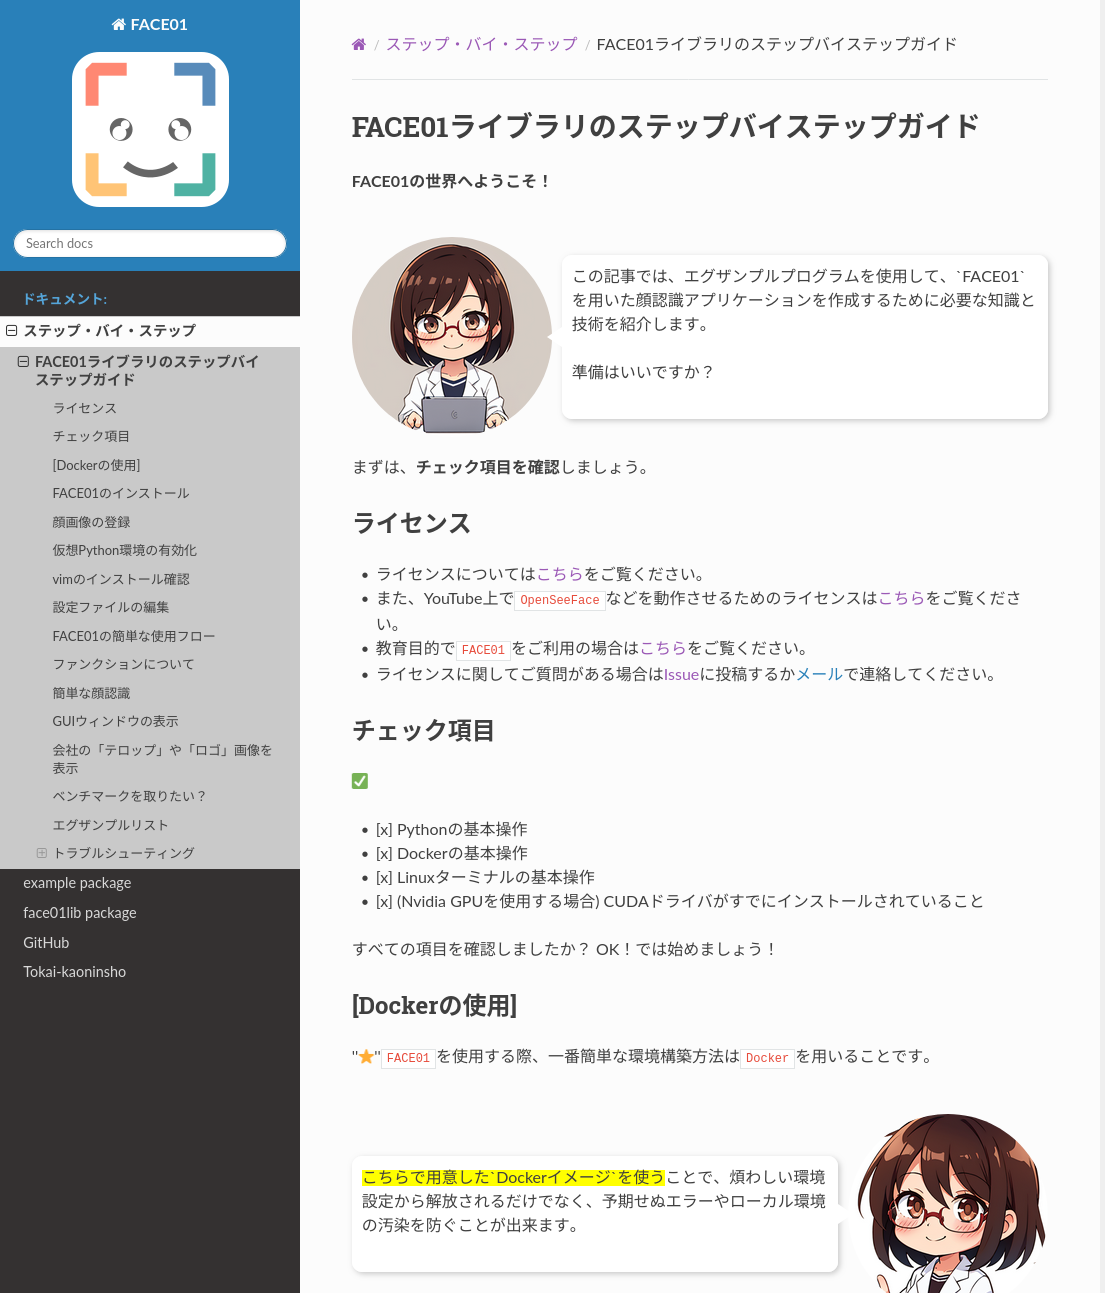 FACE01
Search docs
ドキュメント:
ステップ・バイ・ステップ
FACE01ライブラリのステップバイ
ステップガイド
ライセンス
チェック項目
[Dockerの使用]
FACE01のインストール
顔画像の登録
仮想Python環境の有効化
vimのインストール確認
設定ファイルの編集
FACE01の簡単な使用フロー
ファンクションについて
簡単な顔認識
GUIウィンドウの表示
会社の「テロップ」や「ロゴ」画像を
表示
ベンチマークを取りたい？
エグザンプルリスト
トラブルシューティング
example package
face01lib package
GitHub
Tokai-kaoninsho
/ ステップ・バイ・ステップ / FACE01ライブラリのステップバイステップガイド
FACE01ライブラリのステップバイステップガイド
FACE01の世界へようこそ！
この記事では、エグザンプルプログラムを使用して、`FACE01`
を用いた顔認識アプリケーションを作成するために必要な知識と
技術を紹介します。
準備はいいですか？
まずは、チェック項目を確認しましょう。
ライセンス
• ライセンスについてはこちらをご覧ください。
• また、YouTube上でOpenSeeFaceなどを動作させるためのライセンスはこちらをご覧くださ
い。
• 教育目的でFACE01をご利用の場合はこちらをご覧ください。
• ライセンスに関してご質問がある場合はIssueに投稿するかメールで連絡してください。
チェック項目
✅
• [x] Pythonの基本操作
• [x] Dockerの基本操作
• [x] Linuxターミナルの基本操作
• [x] (Nvidia GPUを使用する場合) CUDAドライバがすでにインストールされていること
すべての項目を確認しましたか？ OK！では始めましょう！
[Dockerの使用]
"⭐"FACE01を使用する際、一番簡単な環境構築方法はDockerを用いることです。
こちらで用意した`Dockerイメージ`を使うことで、煩わしい環境
設定から解放されるだけでなく、予期せぬエラーやローカル環境
の汚染を防ぐことが出来ます。